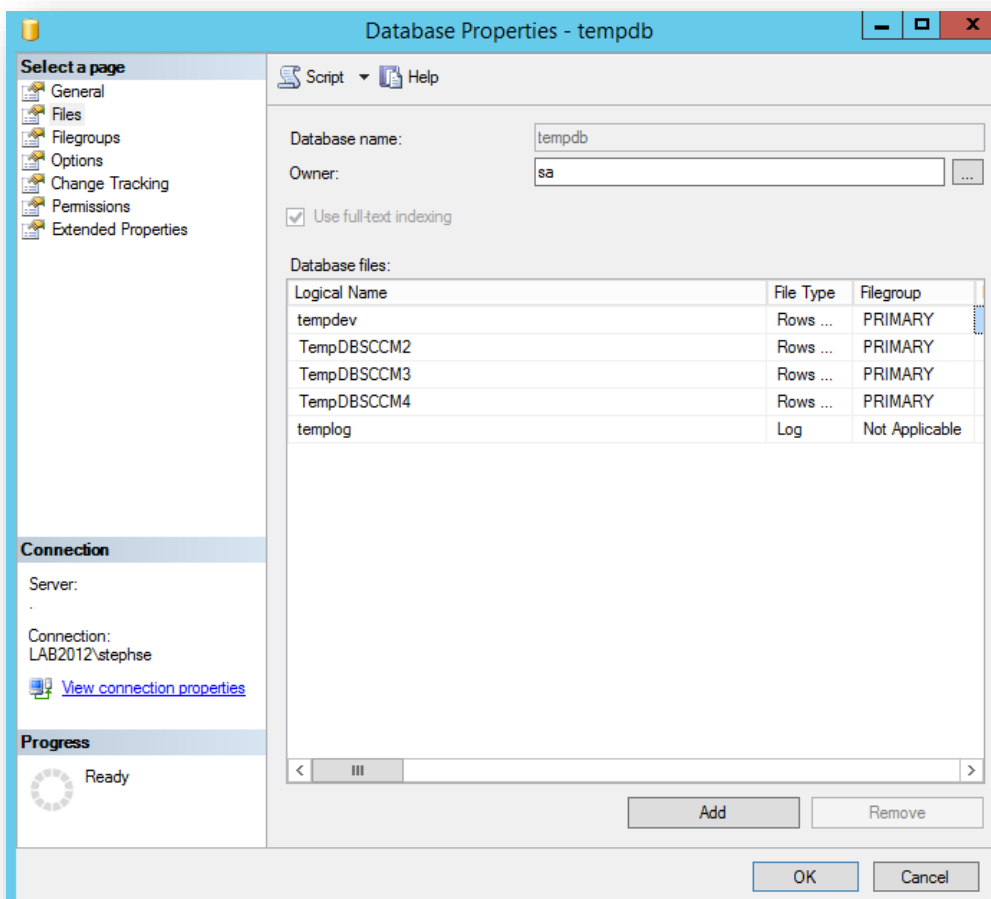 Database Properties - tempdb
Select a page
General
Files
Filegroups
Options
Change Tracking
Permissions
Extended Properties
Script Help
Database name: tempdb
Owner: sa ...
Use full-text indexing
Database files:
Logical Name File Type Filegroup
tempdev Rows ... PRIMARY
TempDBSCCM2 Rows ... PRIMARY
TempDBSCCM3 Rows ... PRIMARY
TempDBSCCM4 Rows ... PRIMARY
templog Log Not Applicable
Connection
Server:
.
Connection:
LAB2012\stephse
View connection properties
Progress
Ready
Add Remove
OK Cancel